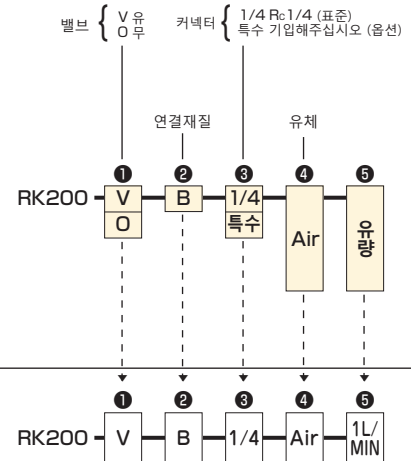 밸브 { V 유
O 무
커넥터 { 1/4 Rc1/4 (표준)
특수 기입해주십시오 (옵션)
연결재질
유체
❶ ❷ ❸ ❹ ❺
RK200 V B 1/4 Air 유량
O 특수
❶ ❷ ❸ ❹ ❺
RK200 V B 1/4 Air 1L/
MIN